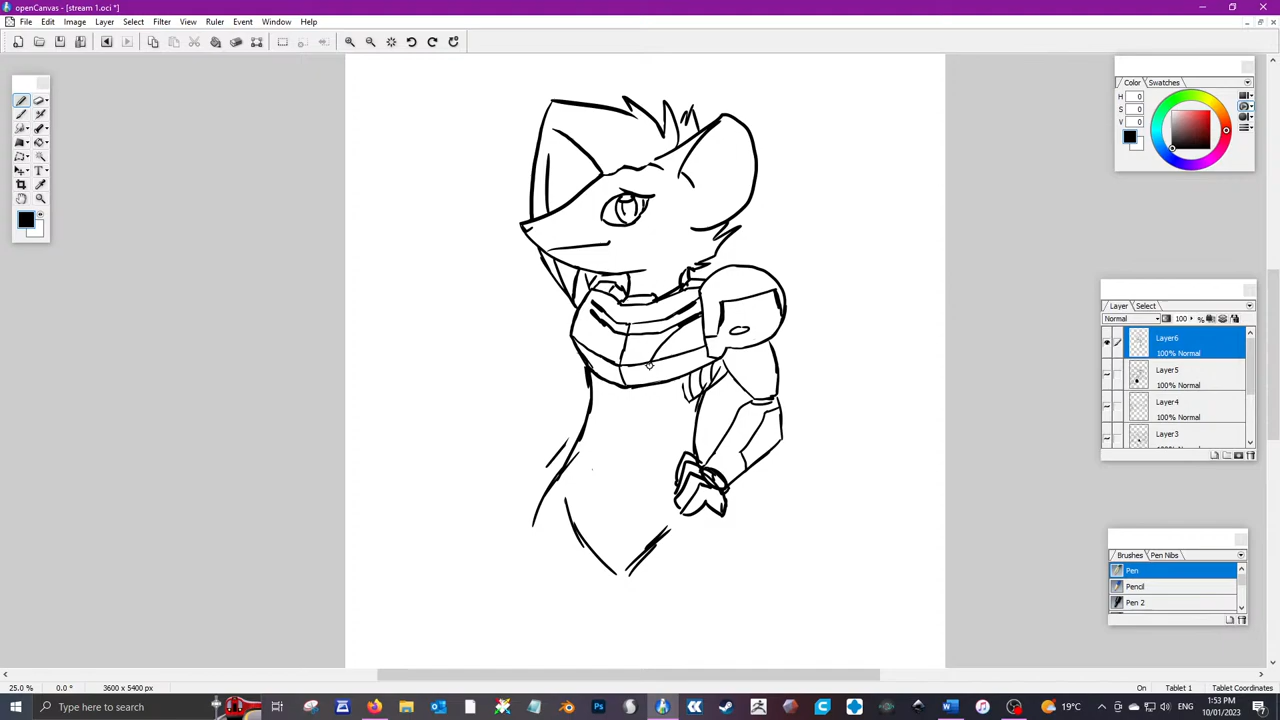 openCanvas - [stream 1.oci *]
File Edit Image Layer Select Filter View Ruler Event Window Help
Color Swatches
H 0
S 0
V 0
Layer Select
Normal 100 %
Layer6
100% Normal
Layer5
100% Normal
Layer4
100% Normal
Layer3
100% Normal
Brushes Pen Nibs
Pen
Pencil
Pen 2
25.0 % 0.0 ° 3600 x 5400 px On Tablet 1 Tablet Coordinates
Type here to search
19°C ENG 1:53 PM
10/01/2023